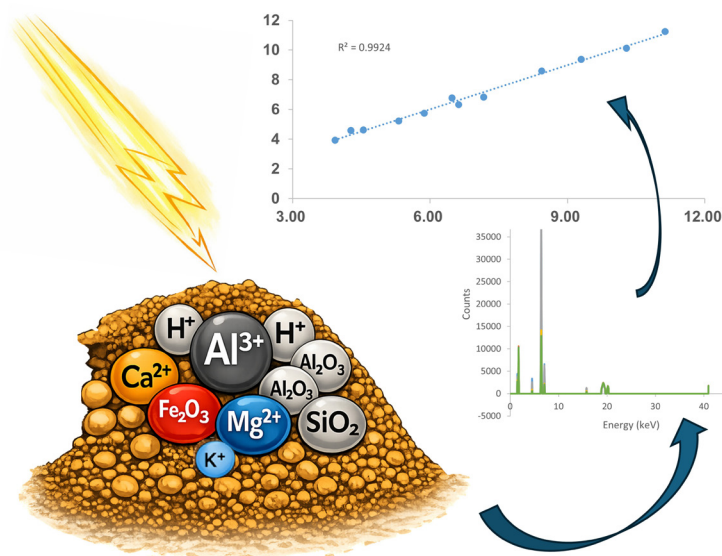 12
10
8
6
4
2
0
R² = 0.9924
3.00 6.00 9.00 12.00
35000
30000
25000
20000
15000
10000
5000
0
-5000
Counts
0 10 20 30 40
Energy (keV)
H⁺
Al³⁺
H⁺
Ca²⁺
Al₂O₃
Al₂O₃
Fe₂O₃
Mg²⁺
SiO₂
K⁺